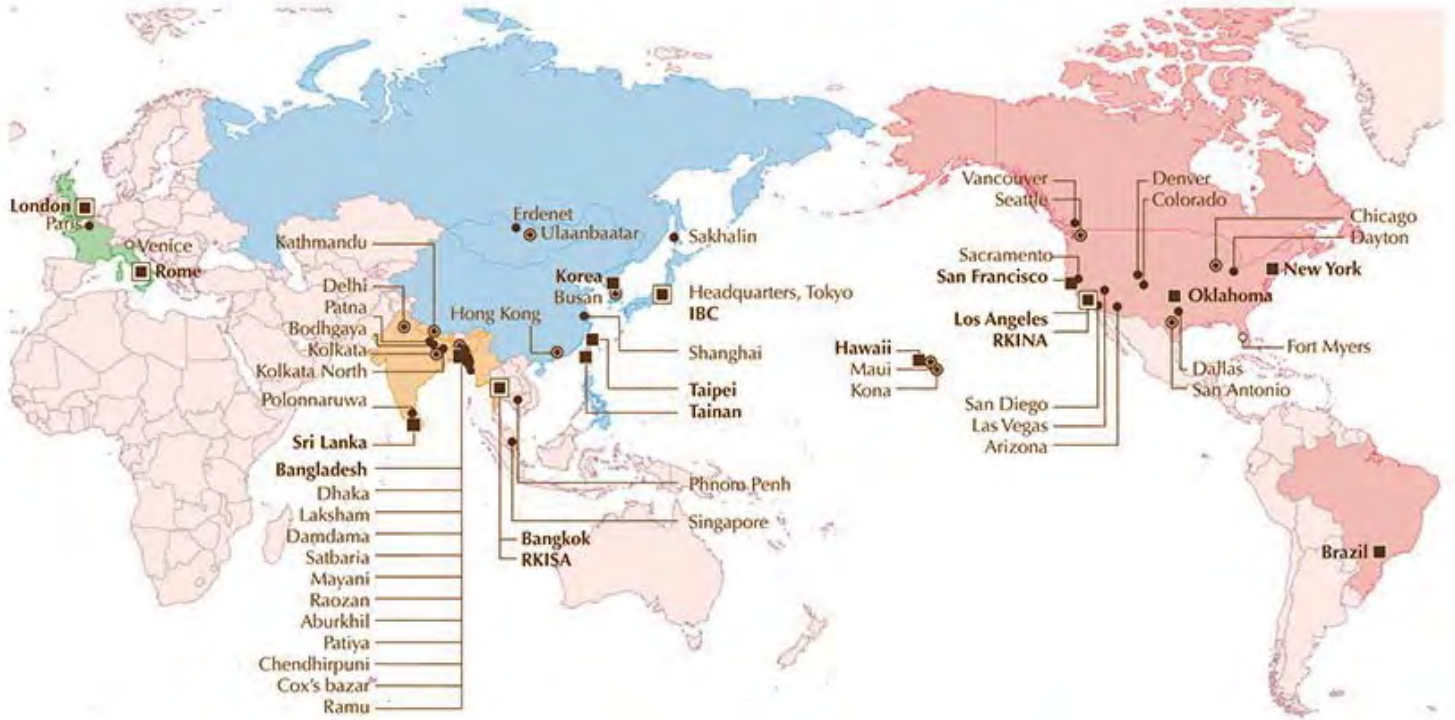 London
Paris
Venice
Rome
Kathmandu
Delhi
Patna
Bodhgaya
Kolkata
Kolkata North
Polonnaruwa
Sri Lanka
Bangladesh
Dhaka
Laksham
Damdama
Satbaria
Mayani
Raozan
Aburkhil
Patiya
Chendhirpuni
Cox's bazar
Ramu
Erdenet
Ulaanbaatar
Sakhalin
Korea
Busan
Hong Kong
Headquarters, Tokyo
IBC
Shanghai
Taipei
Tainan
Phnom Penh
Singapore
Bangkok
RKISA
Hawaii
Maui
Kona
Vancouver
Seattle
Sacramento
San Francisco
Los Angeles
RKINA
San Diego
Las Vegas
Arizona
Denver
Colorado
Chicago
Dayton
New York
Oklahoma
Fort Myers
Dallas
San Antonio
Brazil